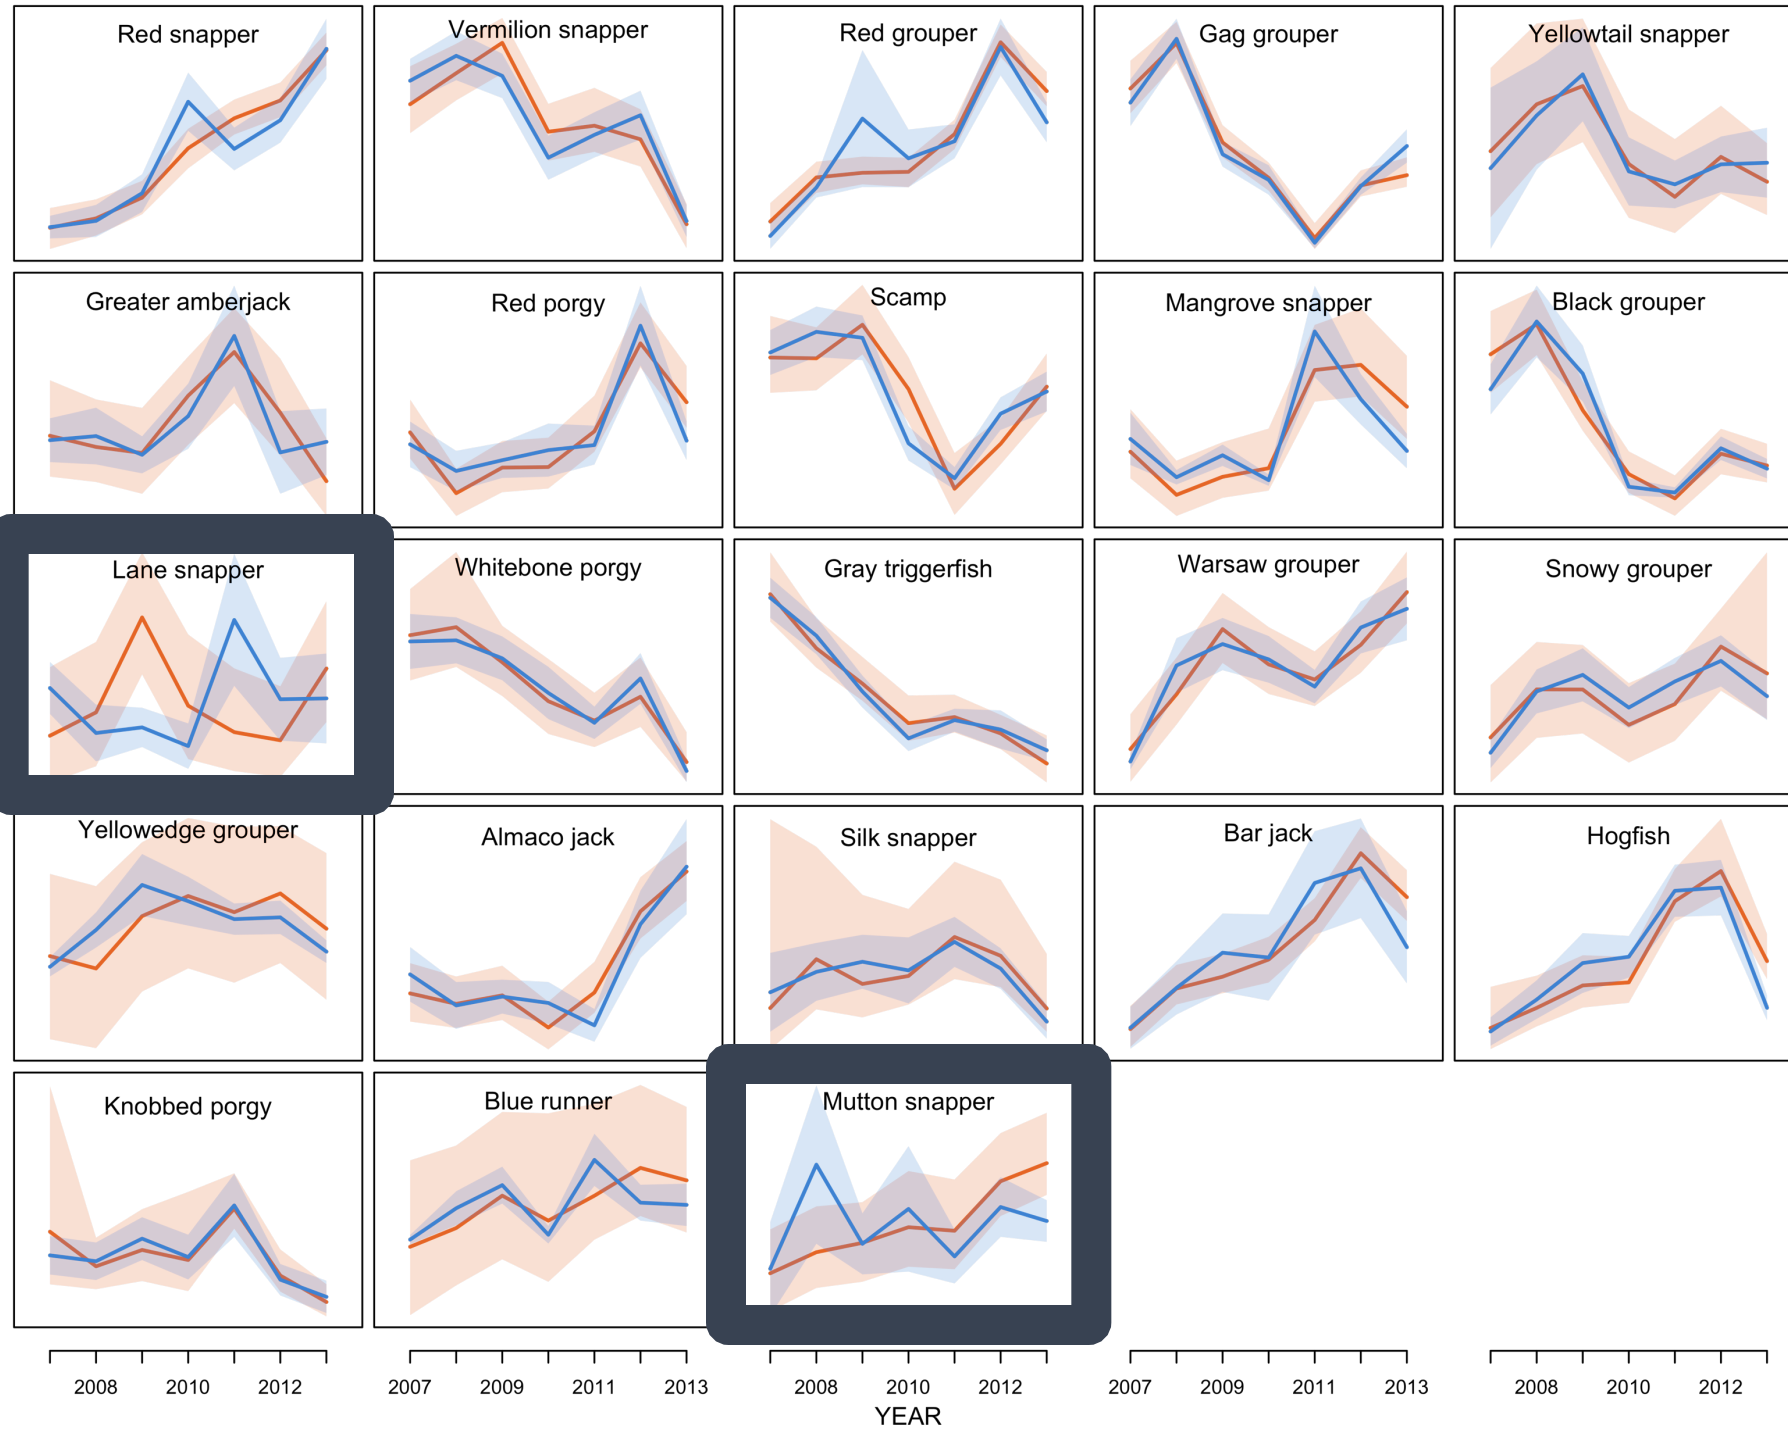 Red snapper
Vermilion snapper
Red grouper
Gag grouper
Yellowtail snapper
Greater amberjack
Red porgy
Scamp
Mangrove snapper
Black grouper
Lane snapper
Whitebone porgy
Gray triggerfish
Warsaw grouper
Snowy grouper
Yellowedge grouper
Almaco jack
Silk snapper
Bar jack
Hogfish
Knobbed porgy
Blue runner
Mutton snapper
2008 2010 2012 2007 2009 2011 2013 2008 2010 2012 2007 2009 2011 2013 2008 2010 2012
YEAR